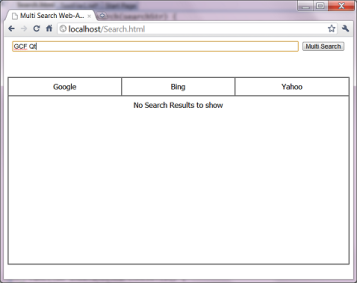 Multi Search Web-A...
localhost/Search.html
GCF Qt
Multi Search
Google
Bing
Yahoo
No Search Results to show